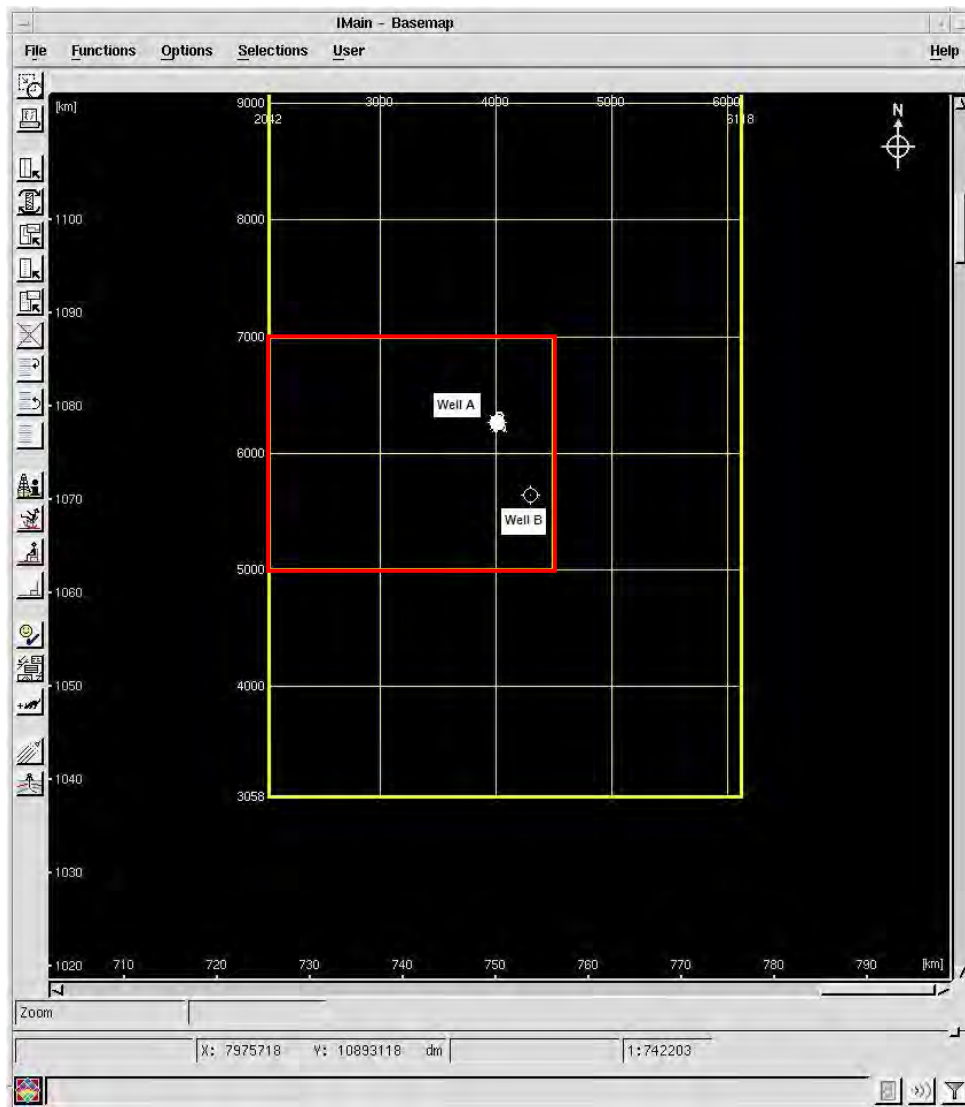 IMain - Basemap
File Functions Options Selections User Help
[km] 9000 3000 4000 5000 6000
2042 6118
N
1100 8000
1090
7000
1080
Well A
6000
1070
Well B
5000
1060
1050 4000
1040
3058
1030
1020 710 720 730 740 750 760 770 780 790 [km]
Zoom
X: 7975718 Y: 10893118 dm 1:742203